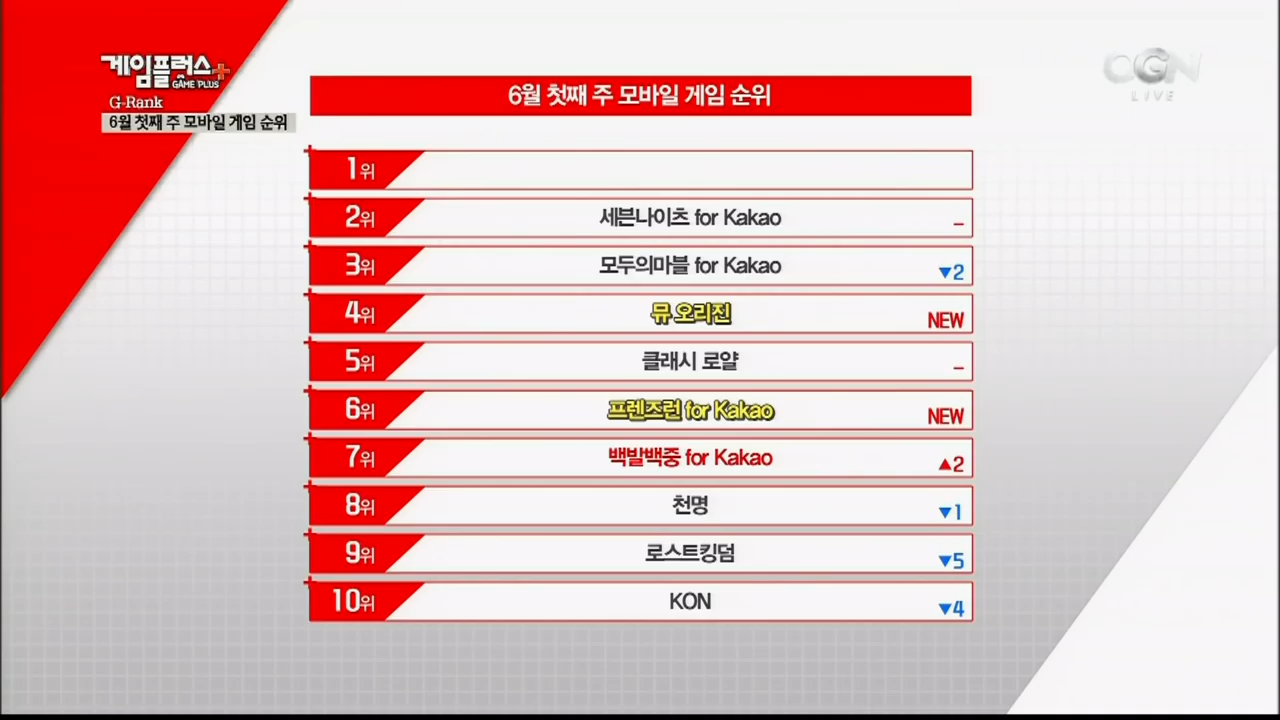 게임플러스+
GAME PLUS
G-Rank
6월 첫째 주 모바일 게임 순위
OGN
LIVE
6월 첫째 주 모바일 게임 순위
1위
2위 세븐나이츠 for Kakao –
3위 모두의마블 for Kakao ▼2
4위 뮤 오리진 NEW
5위 클래시 로얄 –
6위 프렌즈런 for Kakao NEW
7위 백발백중 for Kakao ▲2
8위 천명 ▼1
9위 로스트킹덤 ▼5
10위 KON ▼4